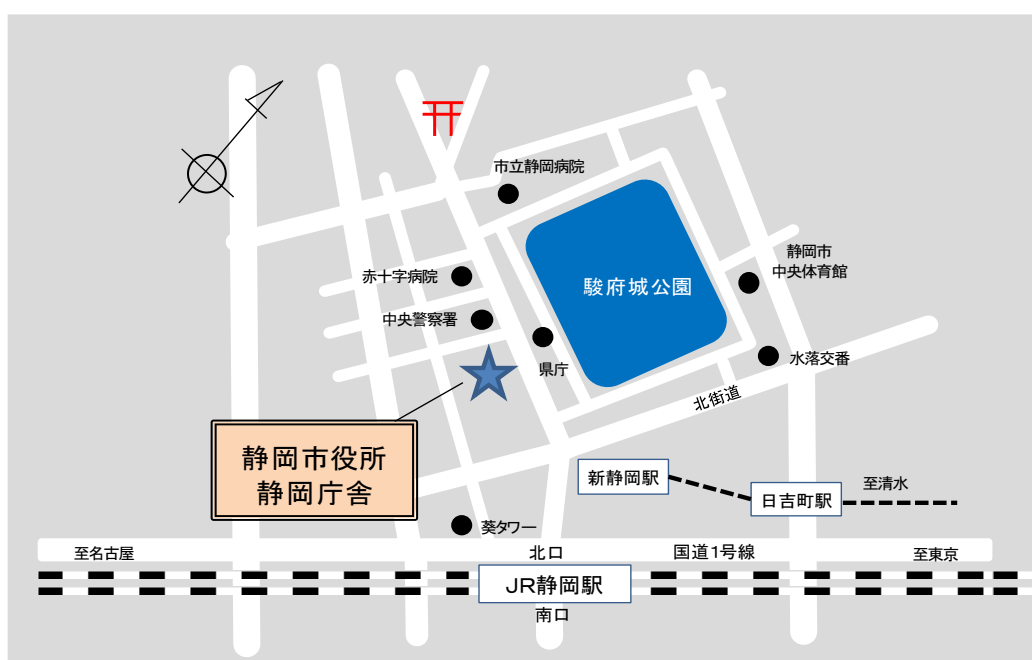 市立静岡病院
静岡市
中央体育館
赤十字病院
駿府城公園
中央警察署
県庁
水落交番
北街道
静岡市役所
静岡庁舎
新静岡駅
日吉町駅
至清水
葵タワー
至名古屋
北口
国道1号線
至東京
JR静岡駅
南口